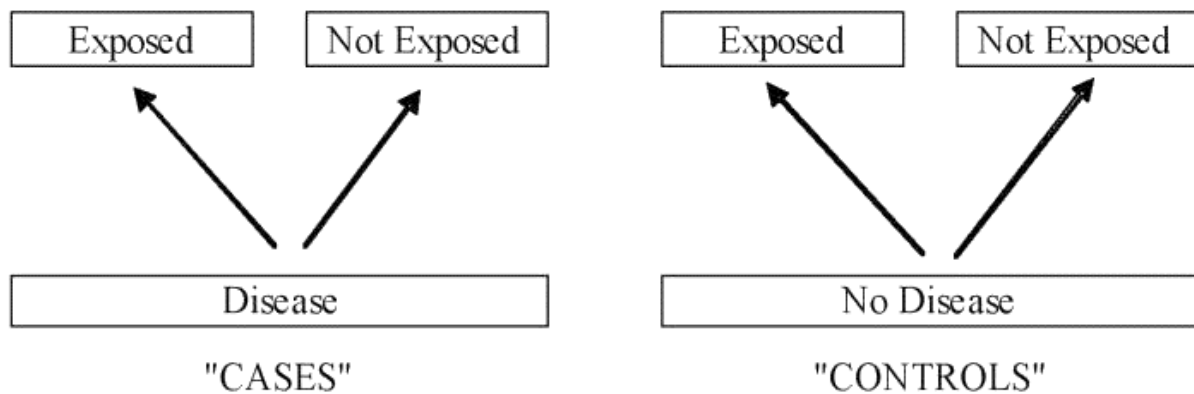 Exposed
Not Exposed
Exposed
Not Exposed
Disease
No Disease
"CASES"
"CONTROLS"